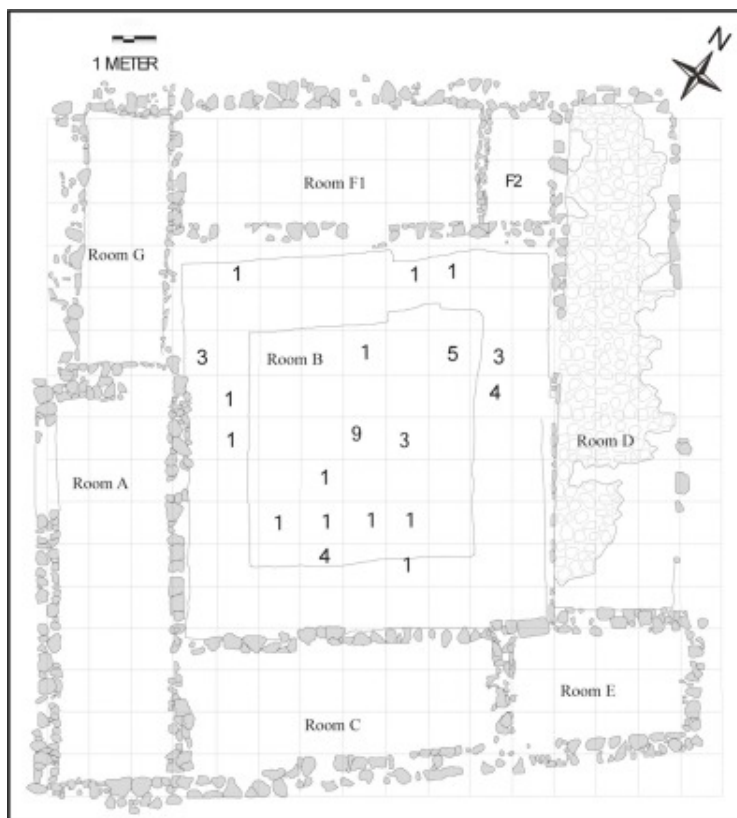 N
1 METER
Room F1
F2
Room G
1 1 1
3 Room B 1 5 3
1 4
1 9 3
Room D
Room A
1
1 1 1 1
4 1
Room E
Room C